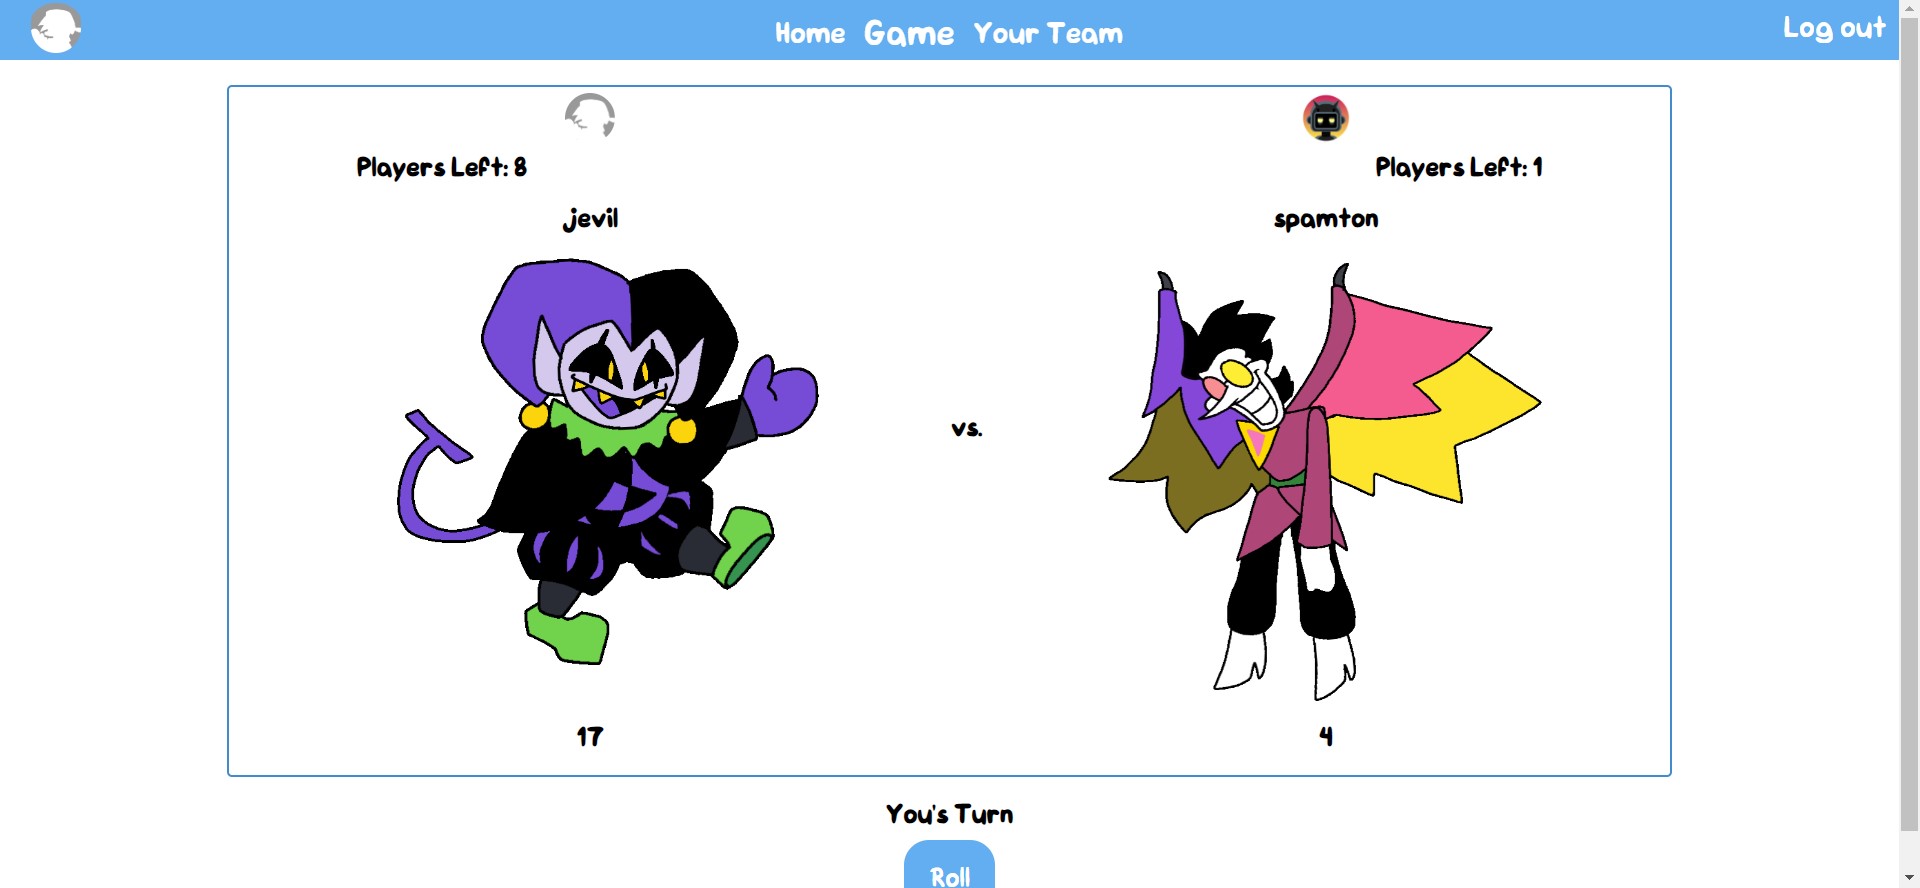 Home Game Your Team
Log out
Players Left: 8
Players Left: 1
jevil
spamton
vs.
17
4
You's Turn
Roll